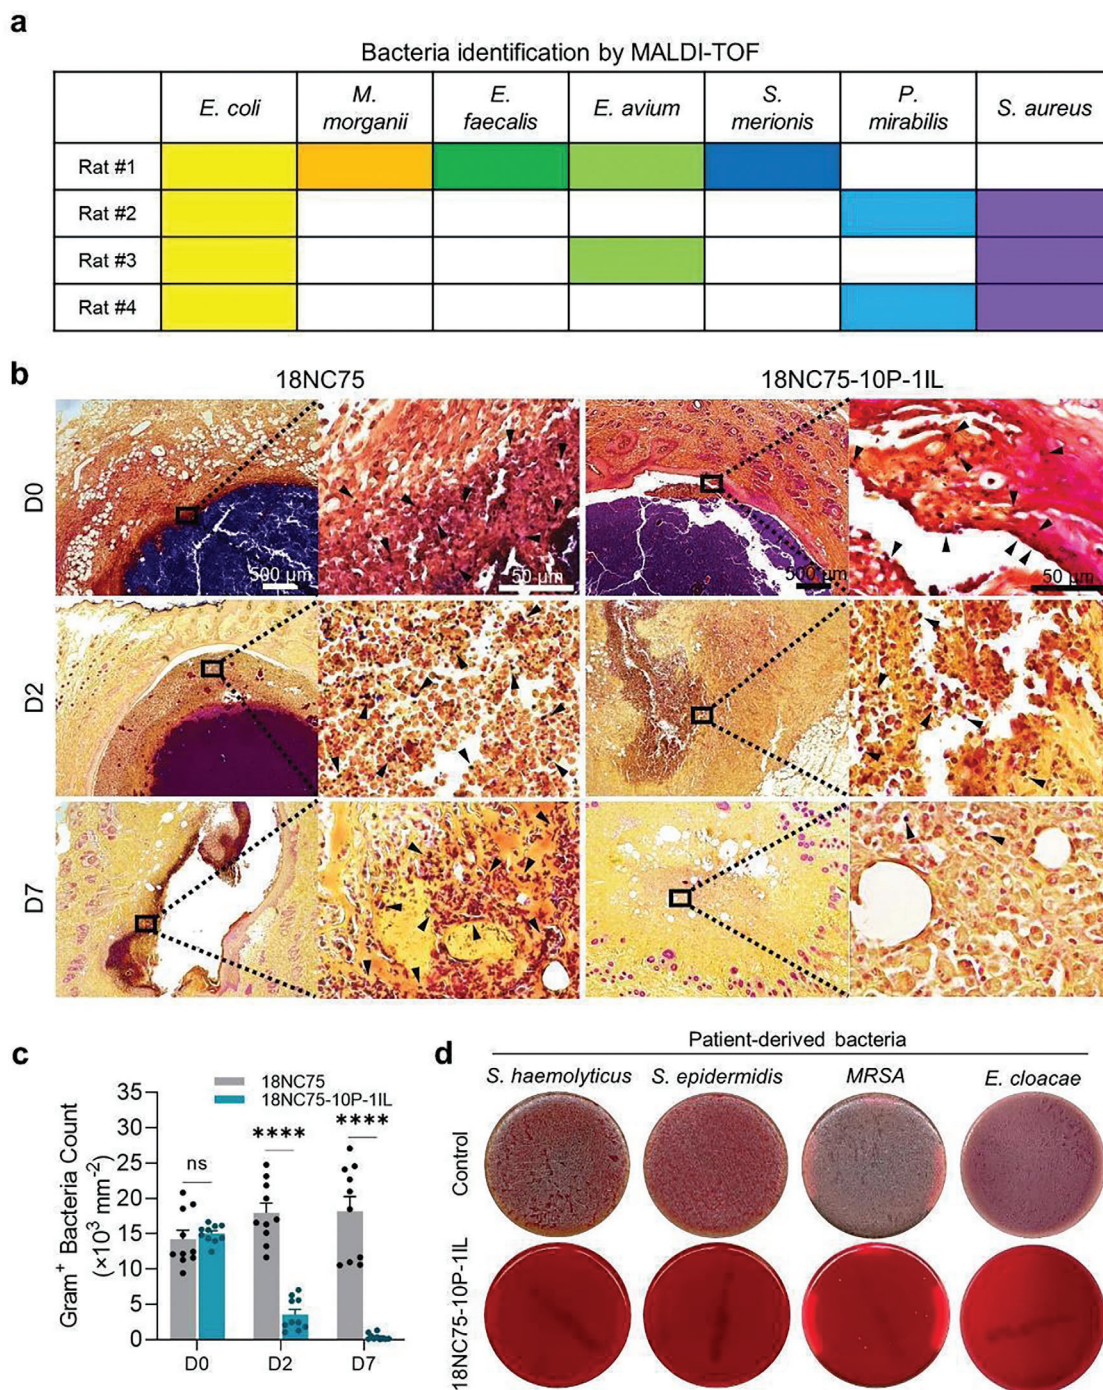 a
Bacteria identification by MALDI-TOF
E. coli
M. morganii
E. faecalis
E. avium
S. merionis
P. mirabilis
S. aureus
Rat #1
Rat #2
Rat #3
Rat #4
b
18NC75
18NC75-10P-1IL
D0
500 µm
50 µm
500 µm
50 µm
D2
D7
c
18NC75
18NC75-10P-1IL
Gram⁺ Bacteria Count
(×10³ mm⁻²)
35
30
25
20
15
10
5
0
ns
****
****
D0
D2
D7
d
Patient-derived bacteria
S. haemolyticus
S. epidermidis
MRSA
E. cloacae
Control
18NC75-10P-1IL